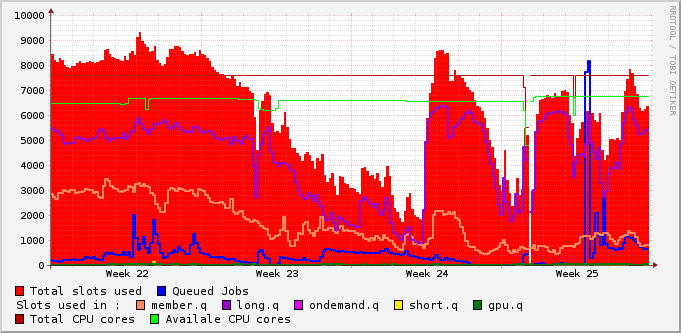 10000
9000
8000
7000
6000
5000
4000
3000
2000
1000
0
Week 22 Week 23 Week 24 Week 25
Total slots used Queued Jobs
Slots used in : member.q long.q ondemand.q short.q gpu.q
Total CPU cores Availale CPU cores
RRDTOOL / TOBI OETIKER